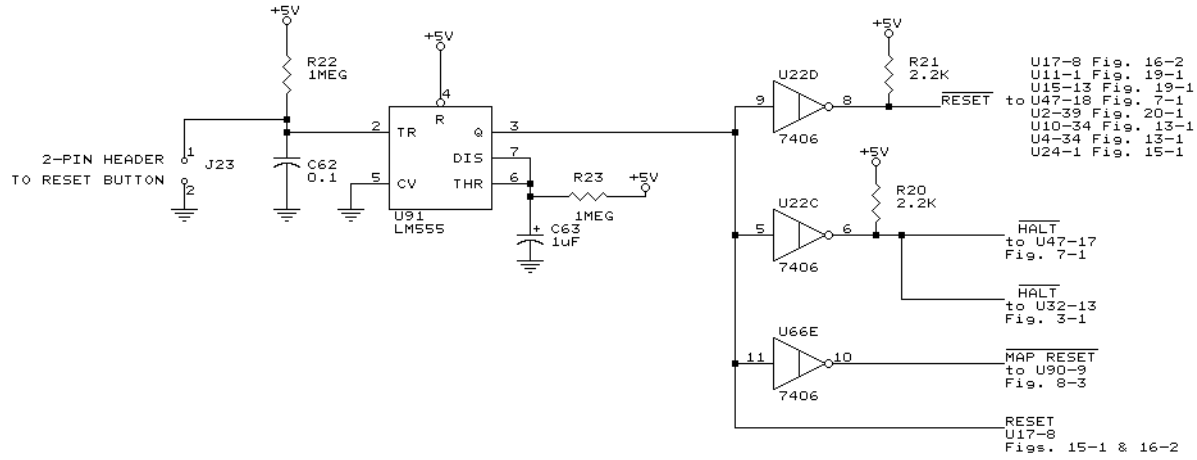 +5V
R22
1MEG
2-PIN HEADER
TO RESET BUTTON
1
2
J23
C62
0.1
+5V
4
R
2
TR
Q
3
DIS
7
5
CV
THR
6
U91
LM555
R23
1MEG
+5V
+
C63
1uF
U22D
9
8
7406
+5V
R21
2.2K
RESET to
U17-8 Fig. 16-2
U11-1 Fig. 19-1
U15-13 Fig. 19-1
U47-18 Fig. 7-1
U2-39 Fig. 20-1
U10-34 Fig. 13-1
U4-34 Fig. 13-1
U24-1 Fig. 15-1
+5V
R20
2.2K
U22C
5
6
7406
HALT
to U47-17
Fig. 7-1
HALT
to U32-13
Fig. 3-1
U66E
11
10
7406
MAP RESET
to U90-9
Fig. 8-3
RESET
U17-8
Figs. 15-1 & 16-2